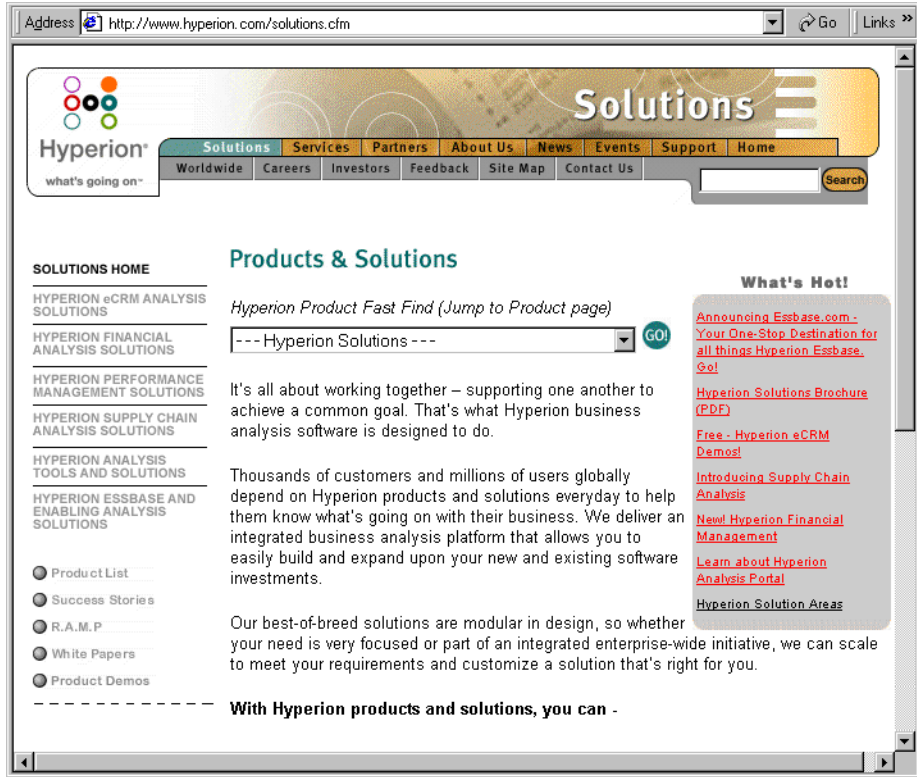 Address http://www.hyperion.com/solutions.cfm Go Links »
Solutions
Hyperion®
what's going on™
Solutions Services Partners About Us News Events Support Home
Worldwide Careers Investors Feedback Site Map Contact Us
Search
SOLUTIONS HOME
HYPERION eCRM ANALYSIS
SOLUTIONS
HYPERION FINANCIAL
ANALYSIS SOLUTIONS
HYPERION PERFORMANCE
MANAGEMENT SOLUTIONS
HYPERION SUPPLY CHAIN
ANALYSIS SOLUTIONS
HYPERION ANALYSIS
TOOLS AND SOLUTIONS
HYPERION ESSBASE AND
ENABLING ANALYSIS
SOLUTIONS
Product List
Success Stories
R.A.M.P
White Papers
Product Demos
Products & Solutions
Hyperion Product Fast Find (Jump to Product page)
--- Hyperion Solutions --- GO!
It's all about working together – supporting one another to
achieve a common goal. That's what Hyperion business
analysis software is designed to do.
Thousands of customers and millions of users globally
depend on Hyperion products and solutions everyday to help
them know what's going on with their business. We deliver an
integrated business analysis platform that allows you to
easily build and expand upon your new and existing software
investments.
Our best-of-breed solutions are modular in design, so whether
your need is very focused or part of an integrated enterprise-wide initiative, we can scale
to meet your requirements and customize a solution that's right for you.
With Hyperion products and solutions, you can -
What's Hot!
Announcing Essbase.com -
Your One-Stop Destination for
all things Hyperion Essbase.
Go!
Hyperion Solutions Brochure
(PDF)
Free - Hyperion eCRM
Demos!
Introducing Supply Chain
Analysis
New! Hyperion Financial
Management
Learn about Hyperion
Analysis Portal
Hyperion Solution Areas